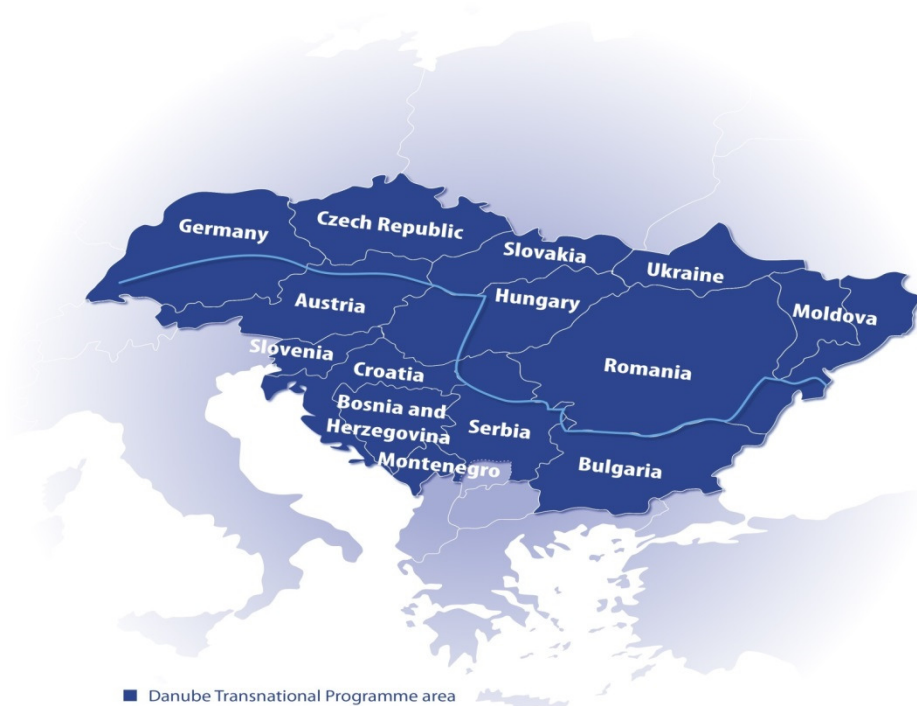 Germany
Czech Republic
Slovakia
Ukraine
Austria
Hungary
Moldova
Slovenia
Croatia
Romania
Bosnia and
Herzegovina
Serbia
Montenegro
Bulgaria
Danube Transnational Programme area